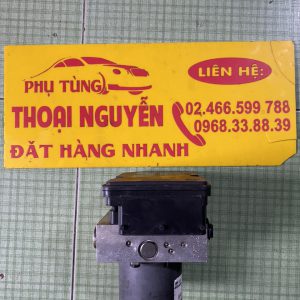 LIÊN HỆ:
PHỤ TÙNG
THOẠI NGUYỄN
02.466.599.788
0968.33.88.39
ĐẶT HÀNG NHANH